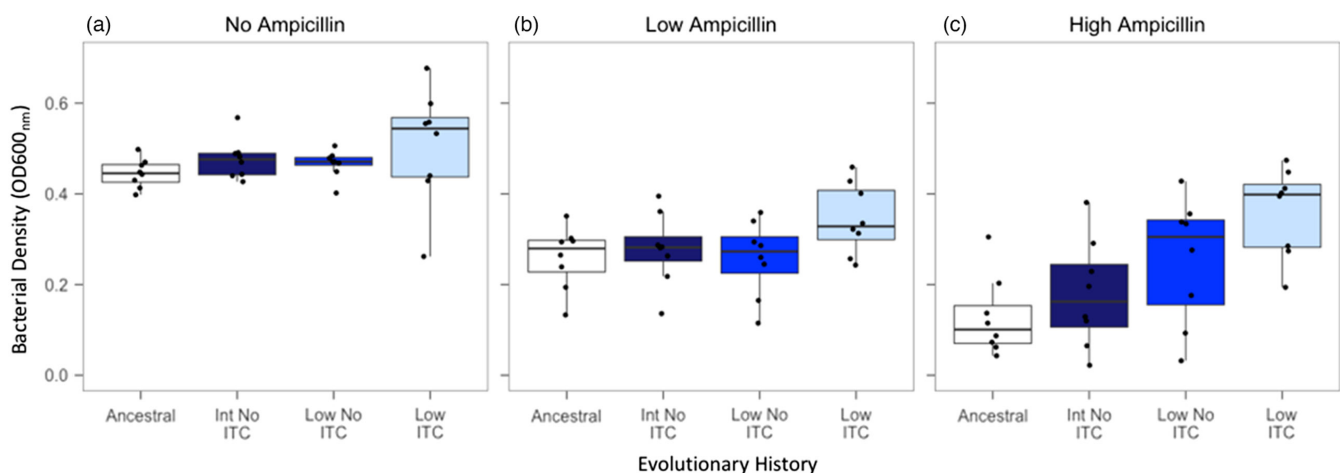 (a) No Ampicillin
(b) Low Ampicillin
(c) High Ampicillin
Bacterial Density (OD600nm)
0.6
0.4
0.2
0.0
Ancestral
Int No
ITC
Low No
ITC
Low
ITC
Ancestral
Int No
ITC
Low No
ITC
Low
ITC
Ancestral
Int No
ITC
Low No
ITC
Low
ITC
Evolutionary History